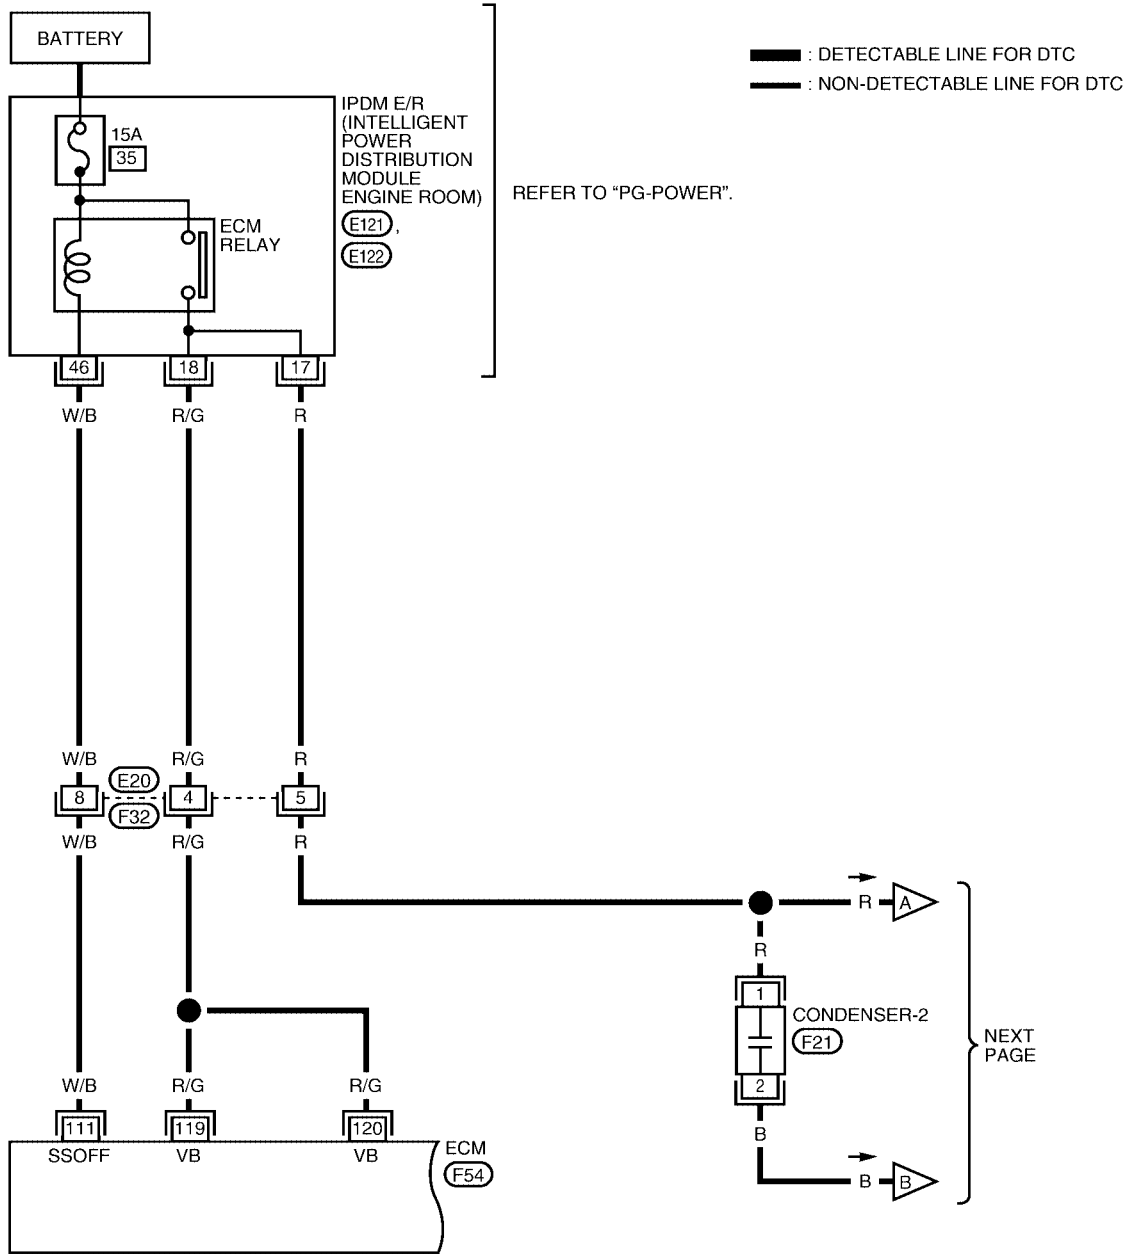 BATTERY
: DETECTABLE LINE FOR DTC
: NON-DETECTABLE LINE FOR DTC
15A
35
IPDM E/R
(INTELLIGENT
POWER
DISTRIBUTION
MODULE
ENGINE ROOM)
E121 ,
E122
REFER TO “PG-POWER”.
ECM
RELAY
46 18 17
W/B R/G R
W/B R/G R
E20
8 4 5
F32
W/B R/G R
R A
R
1
CONDENSER-2
F21
2
B
B B
NEXT
PAGE
W/B R/G R/G
111 119 120
SSOFF VB VB
ECM
F54